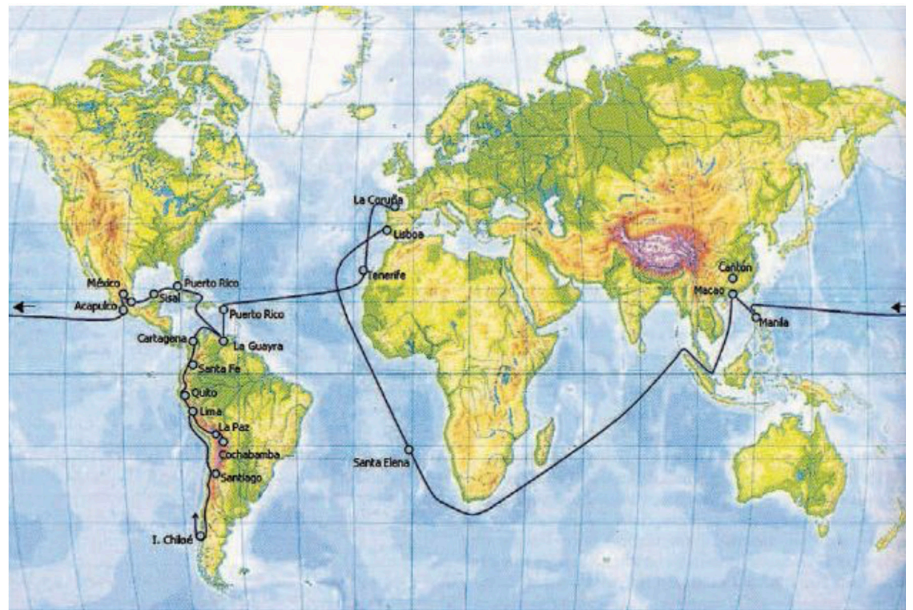 La Coruña
Lisboa
Tenerife
Cantón
Macao
Manila
México
Puerto Rico
Acapulco
Sisal
Puerto Rico
Cartagena
La Guayra
Santa Fe
Quito
Lima
La Paz
Cochabamba
Santa Elena
Santiago
I. Chiloé